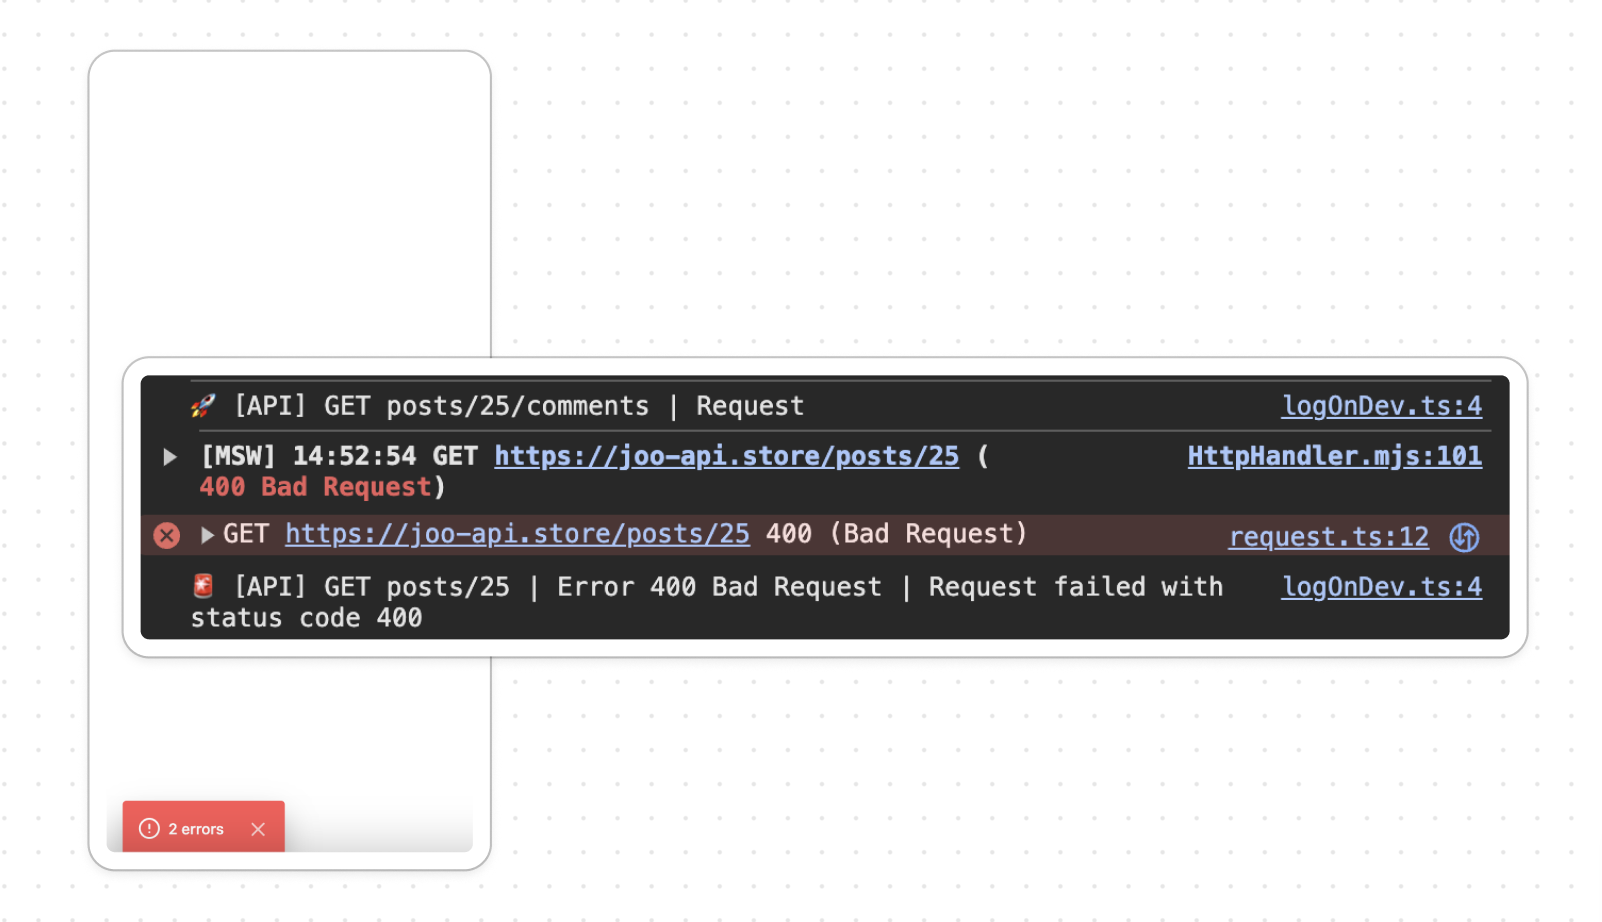 🚀 [API] GET posts/25/comments | Request logOnDev.ts:4
[MSW] 14:52:54 GET https://joo-api.store/posts/25 ( HttpHandler.mjs:101
400 Bad Request)
GET https://joo-api.store/posts/25 400 (Bad Request) request.ts:12
🚨 [API] GET posts/25 | Error 400 Bad Request | Request failed with logOnDev.ts:4
status code 400
2 errors